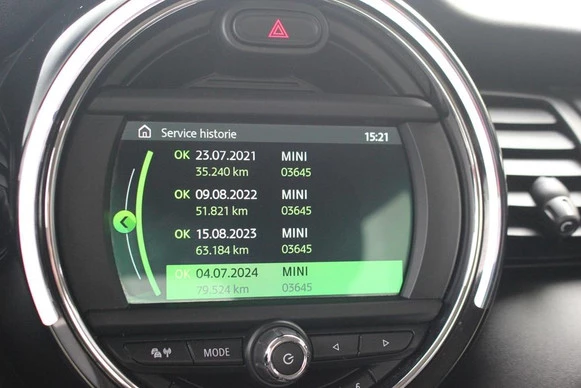 Service historie 15:21
OK 23.07.2021 MINI
35.240 km 03645
OK 09.08.2022 MINI
51.821 km 03645
OK 15.08.2023 MINI
63.184 km 03645
OK 04.07.2024 MINI
79.524 km 03645
MODE